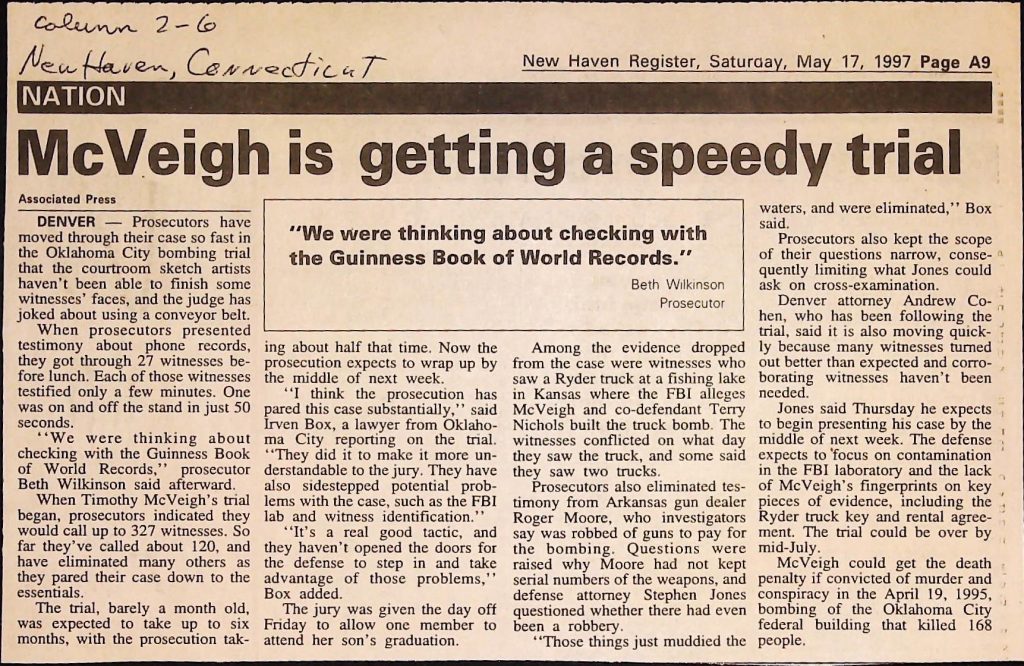 column 2-6
New Haven, Connecticut
New Haven Register, Saturday, May 17, 1997 Page A9
NATION
McVeigh is getting a speedy trial
Associated Press
DENVER — Prosecutors have
moved through their case so fast in
the Oklahoma City bombing trial
that the courtroom sketch artists
haven't been able to finish some
witnesses' faces, and the judge has
joked about using a conveyor belt.
When prosecutors presented
testimony about phone records,
they got through 27 witnesses be-
fore lunch. Each of those witnesses
testified only a few minutes. One
was on and off the stand in just 50
seconds.
"We were thinking about
checking with the Guinness Book
of World Records," prosecutor
Beth Wilkinson said afterward.
When Timothy McVeigh's trial
began, prosecutors indicated they
would call up to 327 witnesses. So
far they've called about 120, and
have eliminated many others as
they pared their case down to the
essentials.
The trial, barely a month old,
was expected to take up to six
months, with the prosecution tak-
"We were thinking about checking with
the Guinness Book of World Records."
Beth Wilkinson
Prosecutor
ing about half that time. Now the
prosecution expects to wrap up by
the middle of next week.
"I think the prosecution has
pared this case substantially," said
Irven Box, a lawyer from Oklaho-
ma City reporting on the trial.
"They did it to make it more un-
derstandable to the jury. They have
also sidestepped potential prob-
lems with the case, such as the FBI
lab and witness identification."
"It's a real good tactic, and
they haven't opened the doors for
the defense to step in and take
advantage of those problems,"
Box added.
The jury was given the day off
Friday to allow one member to
attend her son's graduation.
Among the evidence dropped
from the case were witnesses who
saw a Ryder truck at a fishing lake
in Kansas where the FBI alleges
McVeigh and co-defendant Terry
Nichols built the truck bomb. The
witnesses conflicted on what day
they saw the truck, and some said
they saw two trucks.
Prosecutors also eliminated tes-
timony from Arkansas gun dealer
Roger Moore, who investigators
say was robbed of guns to pay for
the bombing. Questions were
raised why Moore had not kept
serial numbers of the weapons, and
defense attorney Stephen Jones
questioned whether there had even
been a robbery.
"Those things just muddied the
waters, and were eliminated," Box
said.
Prosecutors also kept the scope
of their questions narrow, conse-
quently limiting what Jones could
ask on cross-examination.
Denver attorney Andrew Co-
hen, who has been following the
trial, said it is also moving quick-
ly because many witnesses turned
out better than expected and corro-
borating witnesses haven't been
needed.
Jones said Thursday he expects
to begin presenting his case by the
middle of next week. The defense
expects to focus on contamination
in the FBI laboratory and the lack
of McVeigh's fingerprints on key
pieces of evidence, including the
Ryder truck key and rental agree-
ment. The trial could be over by
mid-July.
McVeigh could get the death
penalty if convicted of murder and
conspiracy in the April 19, 1995,
bombing of the Oklahoma City
federal building that killed 168
people.